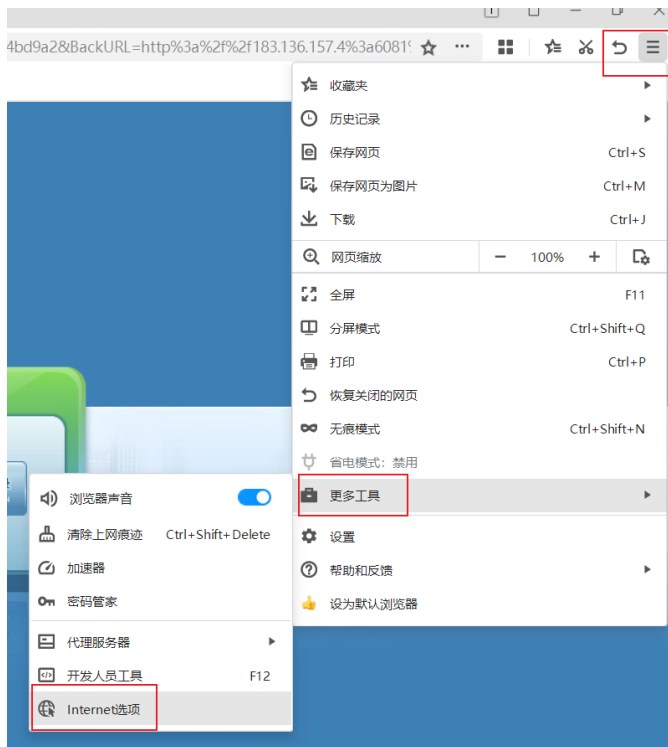 4bd9a2&BackURL=http%3a%2f%2f183.136.157.4%3a6081%
收藏夹
历史记录
保存网页 Ctrl+S
保存网页为图片 Ctrl+M
下载 Ctrl+J
网页缩放 − 100% +
全屏 F11
分屏模式 Ctrl+Shift+Q
打印 Ctrl+P
恢复关闭的网页
无痕模式 Ctrl+Shift+N
省电模式：禁用
更多工具
设置
帮助和反馈
设为默认浏览器
浏览器声音
清除上网痕迹 Ctrl+Shift+Delete
加速器
密码管家
代理服务器
开发人员工具 F12
Internet选项